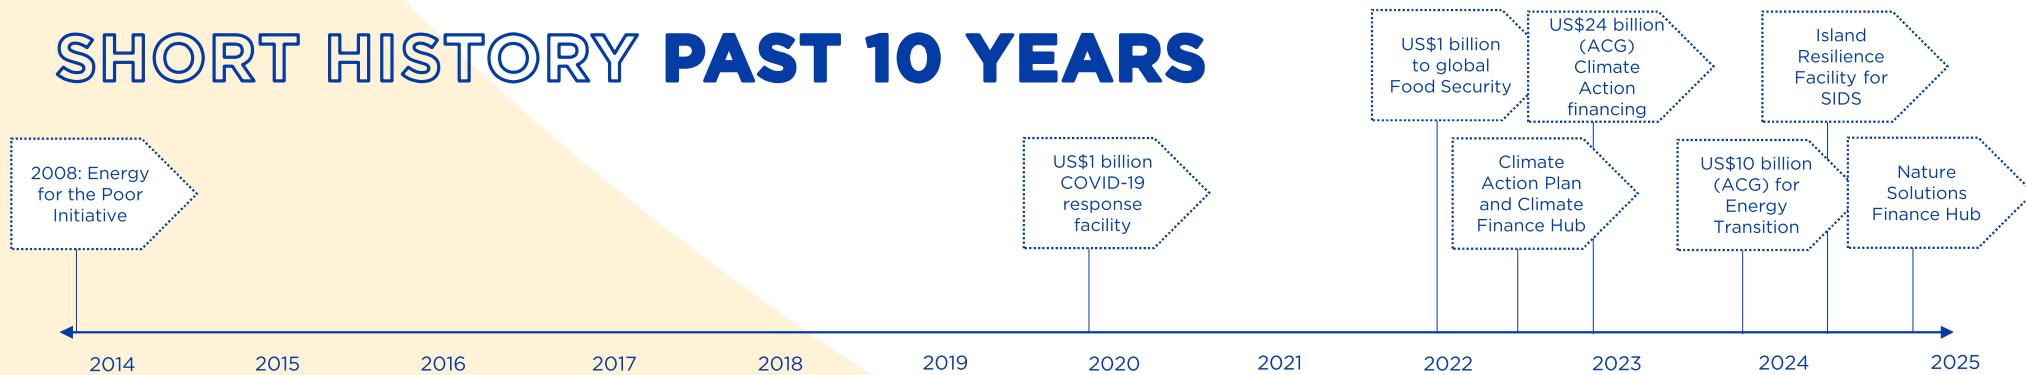 SHORT HISTORY PAST 10 YEARS
2008: Energy
for the Poor
Initiative
US$1 billion
COVID-19
response
facility
US$1 billion
to global
Food Security
Climate
Action Plan
and Climate
Finance Hub
US$24 billion
(ACG)
Climate
Action
financing
US$10 billion
(ACG) for
Energy
Transition
Island
Resilience
Facility for
SIDS
Nature
Solutions
Finance Hub
2014 2015 2016 2017 2018 2019 2020 2021 2022 2023 2024 2025